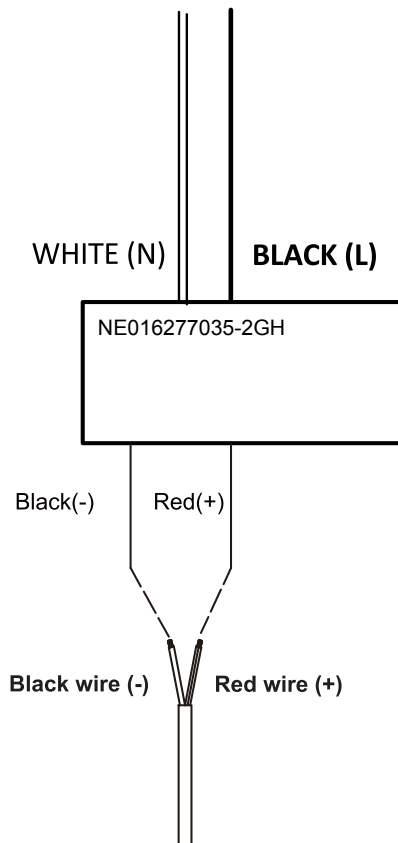 WHITE (N)
BLACK (L)
NE016277035-2GH
Black(-)
Red(+)
Black wire (-)
Red wire (+)